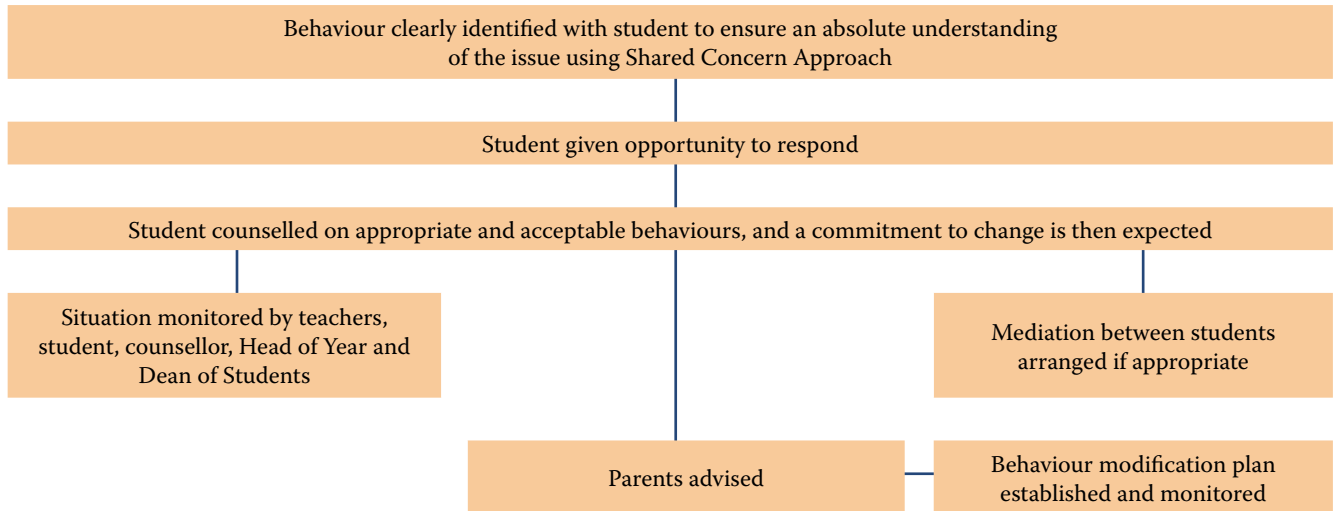 Behaviour clearly identified with student to ensure an absolute understanding
of the issue using Shared Concern Approach
Student given opportunity to respond
Student counselled on appropriate and acceptable behaviours, and a commitment to change is then expected
Situation monitored by teachers,
student, counsellor, Head of Year and
Dean of Students
Mediation between students
arranged if appropriate
Parents advised
Behaviour modification plan
established and monitored